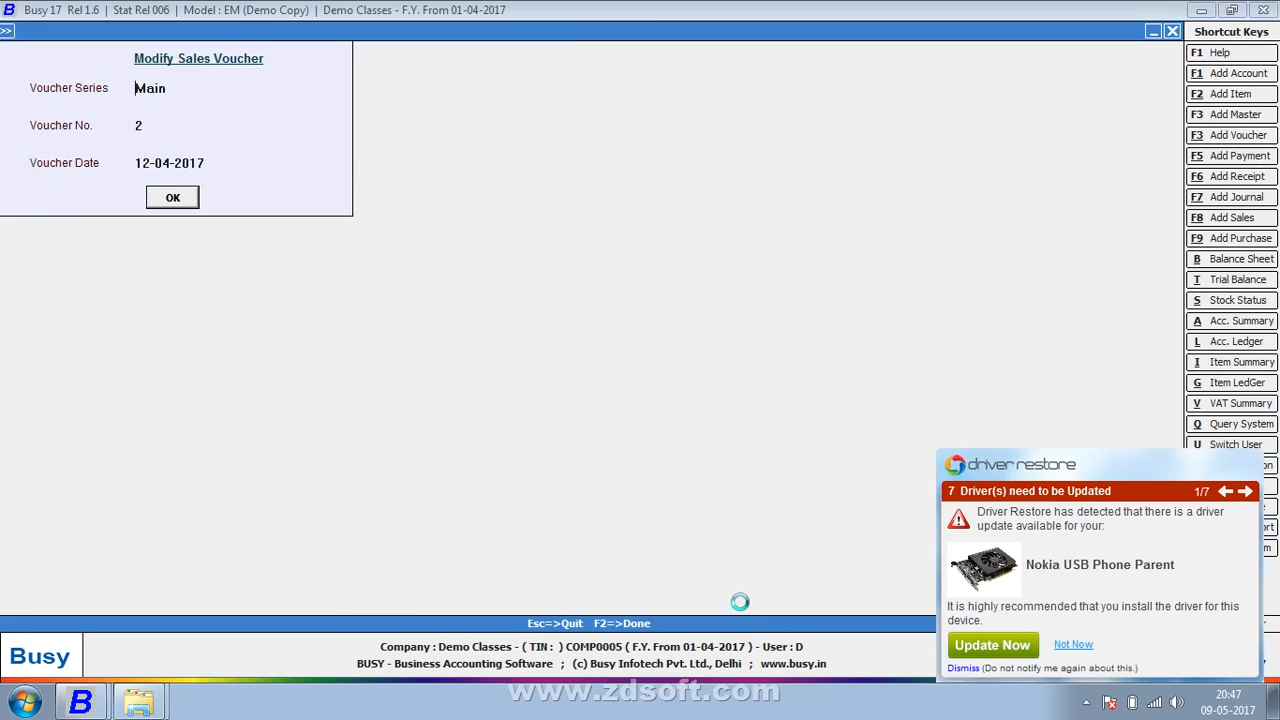 Busy 17 Rel 1.6 | Stat Rel 006 | Model : EM (Demo Copy) | Demo Classes - F.Y. From 01-04-2017
>>
Shortcut Keys
Modify Sales Voucher
Voucher Series Main
Voucher No. 2
Voucher Date 12-04-2017
OK
F1 Help
F1 Add Account
F2 Add Item
F3 Add Master
F3 Add Voucher
F5 Add Payment
F6 Add Receipt
F7 Add Journal
F8 Add Sales
F9 Add Purchase
B Balance Sheet
T Trial Balance
S Stock Status
A Acc. Summary
L Acc. Ledger
I Item Summary
G Item LedGer
V VAT Summary
Q Query System
U Switch User
driver restore
7 Driver(s) need to be Updated 1/7
Driver Restore has detected that there is a driver
update available for your:
Nokia USB Phone Parent
It is highly recommended that you install the driver for this
device.
Update Now Not Now
Dismiss (Do not notify me again about this.)
Esc=>Quit F2=>Done
Busy
Company : Demo Classes - ( TIN : ) COMP0005 ( F.Y. From 01-04-2017 ) - User : D
BUSY - Business Accounting Software ; (c) Busy Infotech Pvt. Ltd., Delhi ; www.busy.in
www.zdsoft.com
B
20:47
09-05-2017